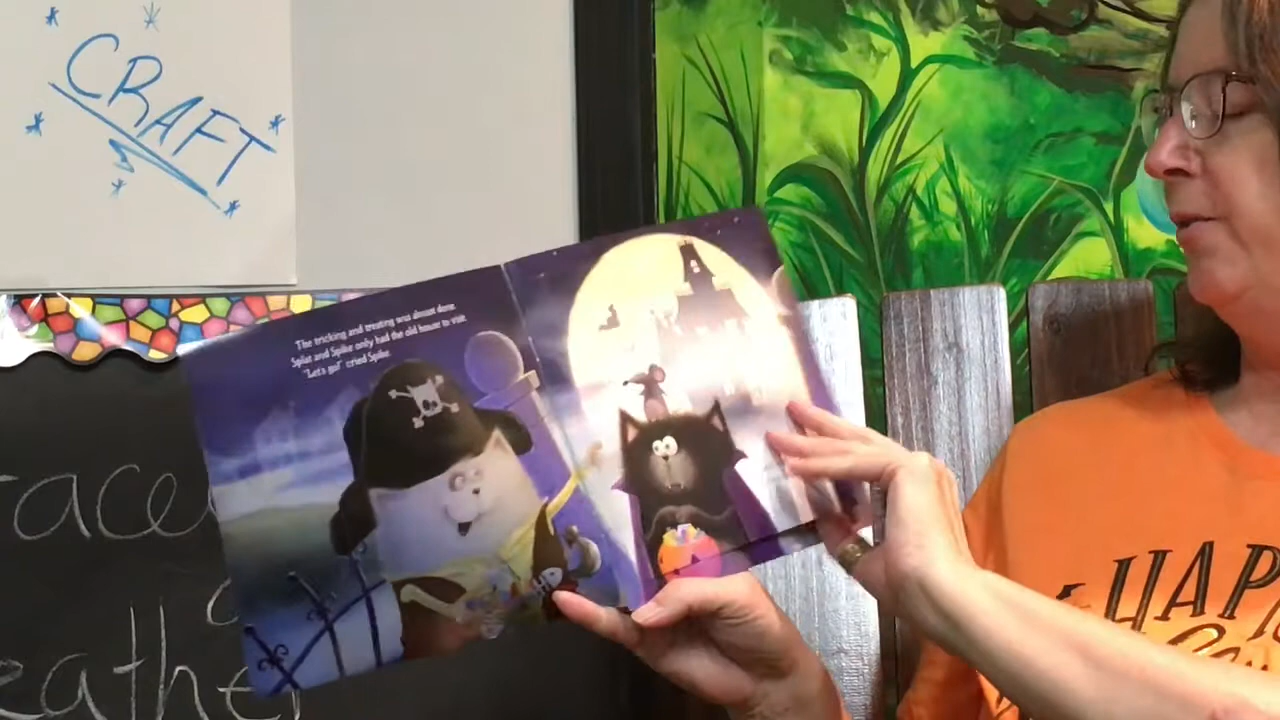 CRAFT
The tricking and treating was almost done.
Splat and Spike only had the old house to visit.
"Let's go!" cried Spike.
HAP